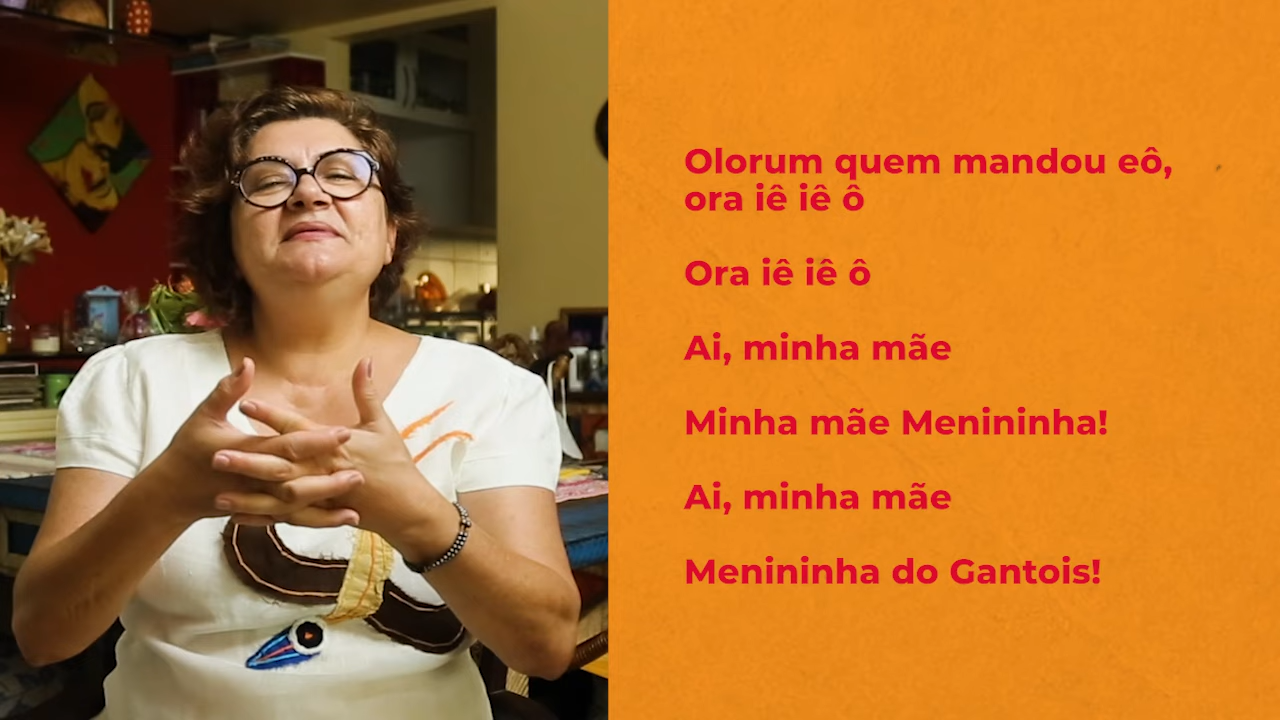 Olorum quem mandou eô,
ora iê iê ô
Ora iê iê ô
Ai, minha mãe
Minha mãe Menininha!
Ai, minha mãe
Menininha do Gantois!